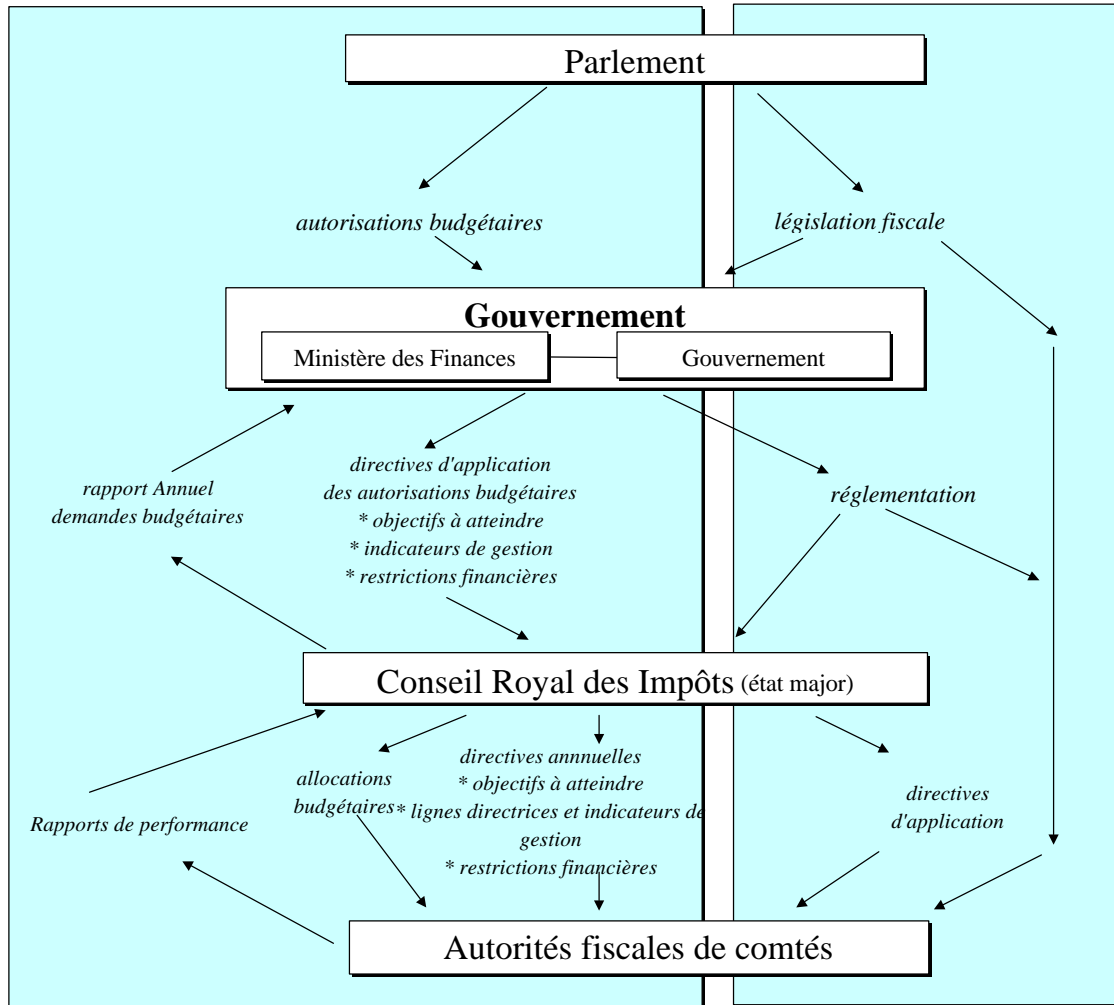 Parlement
autorisations budgétaires
législation fiscale
Gouvernement
Ministère des Finances
Gouvernement
rapport Annuel
demandes budgétaires
directives d'application
des autorisations budgétaires
* objectifs à atteindre
* indicateurs de gestion
* restrictions financières
réglementation
Conseil Royal des Impôts (état major)
Rapports de performance
allocations
budgétaires
directives annnuelles
* objectifs à atteindre
* lignes directrices et indicateurs de
gestion
* restrictions financières
directives
d'application
Autorités fiscales de comtés